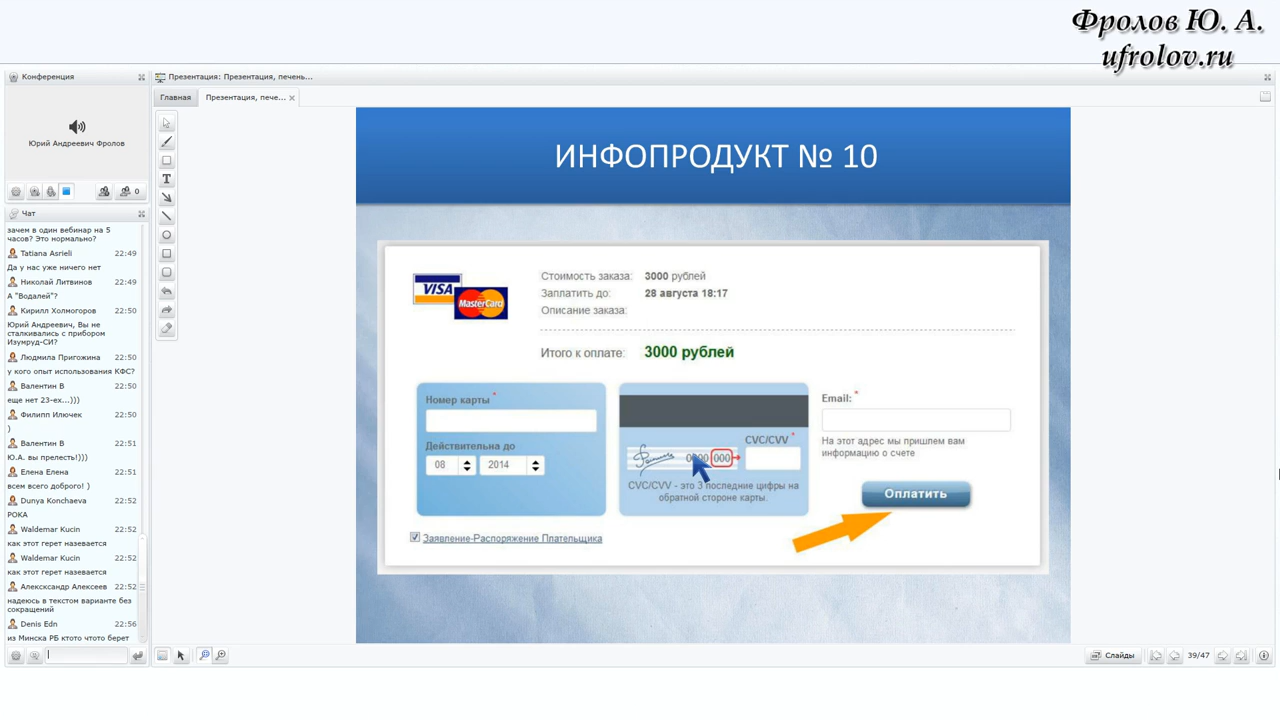 Фролов Ю. А.
ufrolov.ru
Конференция
Презентация: Презентация, печень...
Главная
Презентация, пече...
Юрий Андреевич Фролов
0
Чат
зачем в один вебинар на 5
часов? Это нормально?
Tatiana Asrieli 22:49
Да у нас уже ничего нет
Николай Литвинов 22:49
А "Водалей"?
Кирилл Холмогоров 22:50
Юрий Андреевич, Вы не
сталкивались с прибором
Изумруд-СИ?
Людмила Пригожина 22:50
у кого опыт использования КФС?
Валентин В 22:50
еще нет 23-ех...)))
Филипп Илючек 22:50
)
Валентин В 22:51
Ю.А. вы прелесть!)))
Елена Елена 22:51
всем всего доброго! )
Dunya Konchaeva 22:52
РОКА
Waldemar Kucin 22:52
как этот герет назевается
Waldemar Kucin 22:52
как этот герет назевается
Алекскандр Алексеев 22:52
надеюсь в текстом варианте без
сокращений
Denis Edn 22:56
из Минска РБ ктото чтото берет
ИНФОПРОДУКТ № 10
VISA
MasterCard
Стоимость заказа: 3000 рублей
Заплатить до: 28 августа 18:17
Описание заказа:
Итого к оплате: 3000 рублей
Номер карты *
Действительна до
08 2014
CVC/CVV *
0000 000
CVC/CVV - это 3 последние цифры на
обратной стороне карты.
Email: *
На этот адрес мы пришлем вам
информацию о счете
Оплатить
Заявление-Распоряжение Плательщика
Слайды
39/47